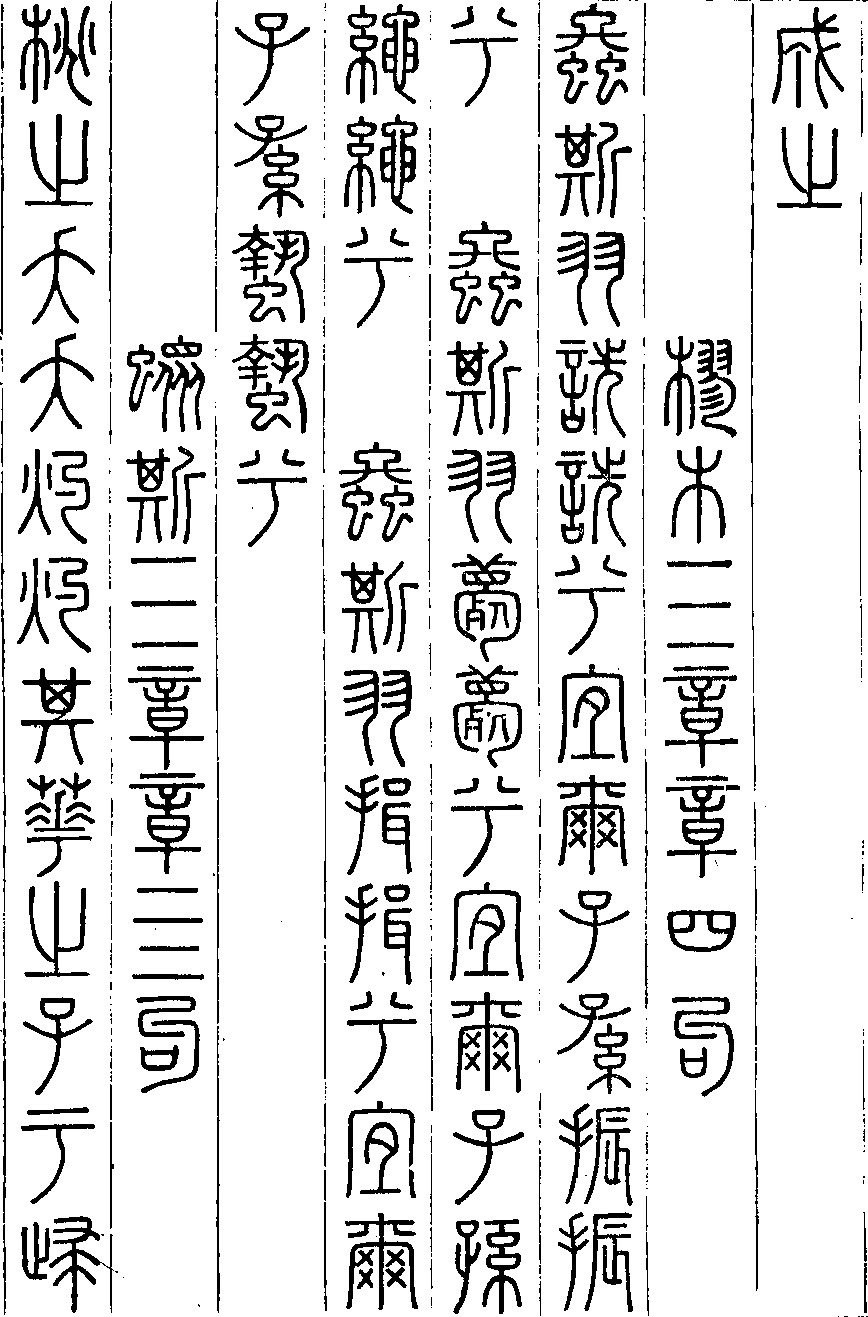 成之
樛木三章章四句
螽斯羽詵詵兮宜爾子孫振振
兮　螽斯羽薨薨兮宜爾子孫
繩繩兮　螽斯羽揖揖兮宜爾
子孫蟄蟄兮
䗥斯三章章亖句
桃之夭夭灼灼其華之子于歸